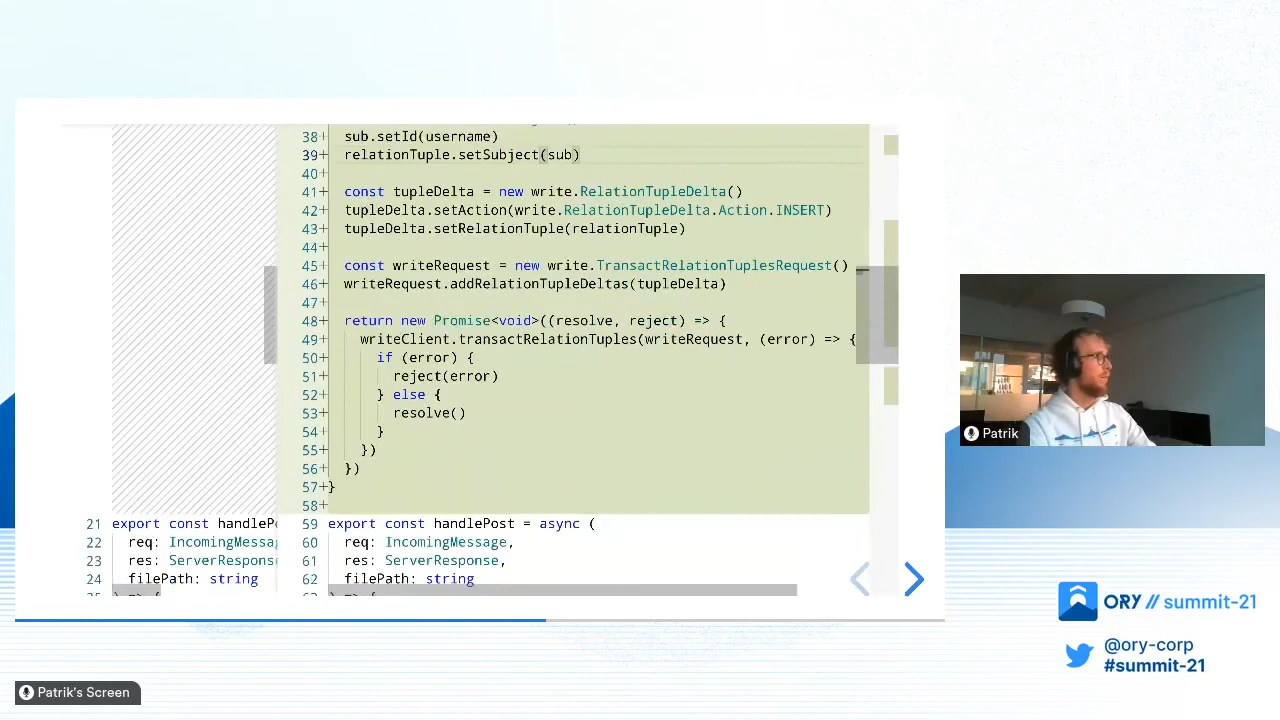 38+ sub.setId(username)
39+ relationTuple.setSubject(sub)
40+
41+ const tupleDelta = new write.RelationTupleDelta()
42+ tupleDelta.setAction(write.RelationTupleDelta.Action.INSERT)
43+ tupleDelta.setRelationTuple(relationTuple)
44+
45+ const writeRequest = new write.TransactRelationTuplesRequest()
46+ writeRequest.addRelationTupleDeltas(tupleDelta)
47+
48+ return new Promise<void>((resolve, reject) => {
49+ writeClient.transactRelationTuples(writeRequest, (error) => {
50+ if (error) {
51+ reject(error)
52+ } else {
53+ resolve()
54+ }
55+ })
56+ })
57+ }
58+
21 export const handlePo
22 req: IncomingMessag
23 res: ServerRespons
24 filePath: string
59 export const handlePost = async (
60 req: IncomingMessage,
61 res: ServerResponse,
62 filePath: string
Patrik
ORY // summit-21
@ory-corp
#summit-21
Patrik's Screen